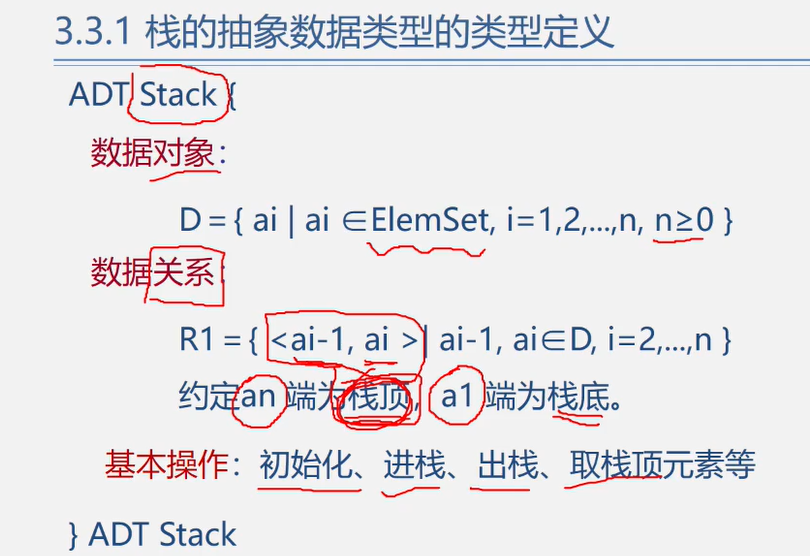 3.3.1 栈的抽象数据类型的类型定义
ADT Stack {
数据对象：
D = { ai | ai ∈ElemSet, i=1,2,...,n, n≥0 }
数据关系：
R1 = { <ai-1, ai >| ai-1, ai∈D, i=2,...,n }
约定an 端为栈顶，a1 端为栈底。
基本操作：初始化、进栈、出栈、取栈顶元素等
} ADT Stack